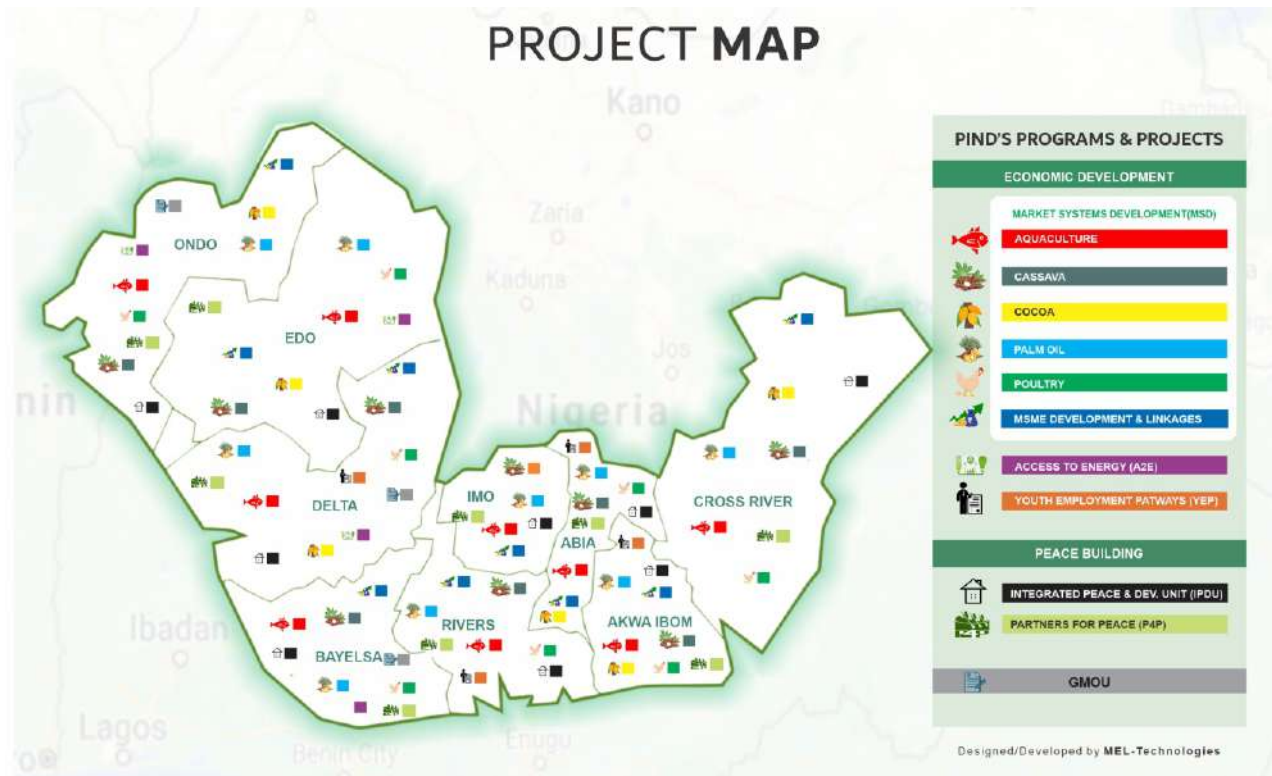 PROJECT MAP
Kano
Zaria
Kaduna
Jos
Nigeria
nin
Ibadan
Lagos
Benin City
Enugu
ONDO
EDO
DELTA
IMO
ABIA
CROSS RIVER
RIVERS
AKWA IBOM
BAYELSA
PIND'S PROGRAMS & PROJECTS
ECONOMIC DEVELOPMENT
MARKET SYSTEMS DEVELOPMENT(MSD)
AQUACULTURE
CASSAVA
COCOA
PALM OIL
POULTRY
MSME DEVELOPMENT & LINKAGES
ACCESS TO ENERGY (A2E)
YOUTH EMPLOYMENT PATWAYS (YEP)
PEACE BUILDING
INTEGRATED PEACE & DEV. UNIT (IPDU)
PARTNERS FOR PEACE (P4P)
GMOU
Designed/Developed by MEL-Technologies